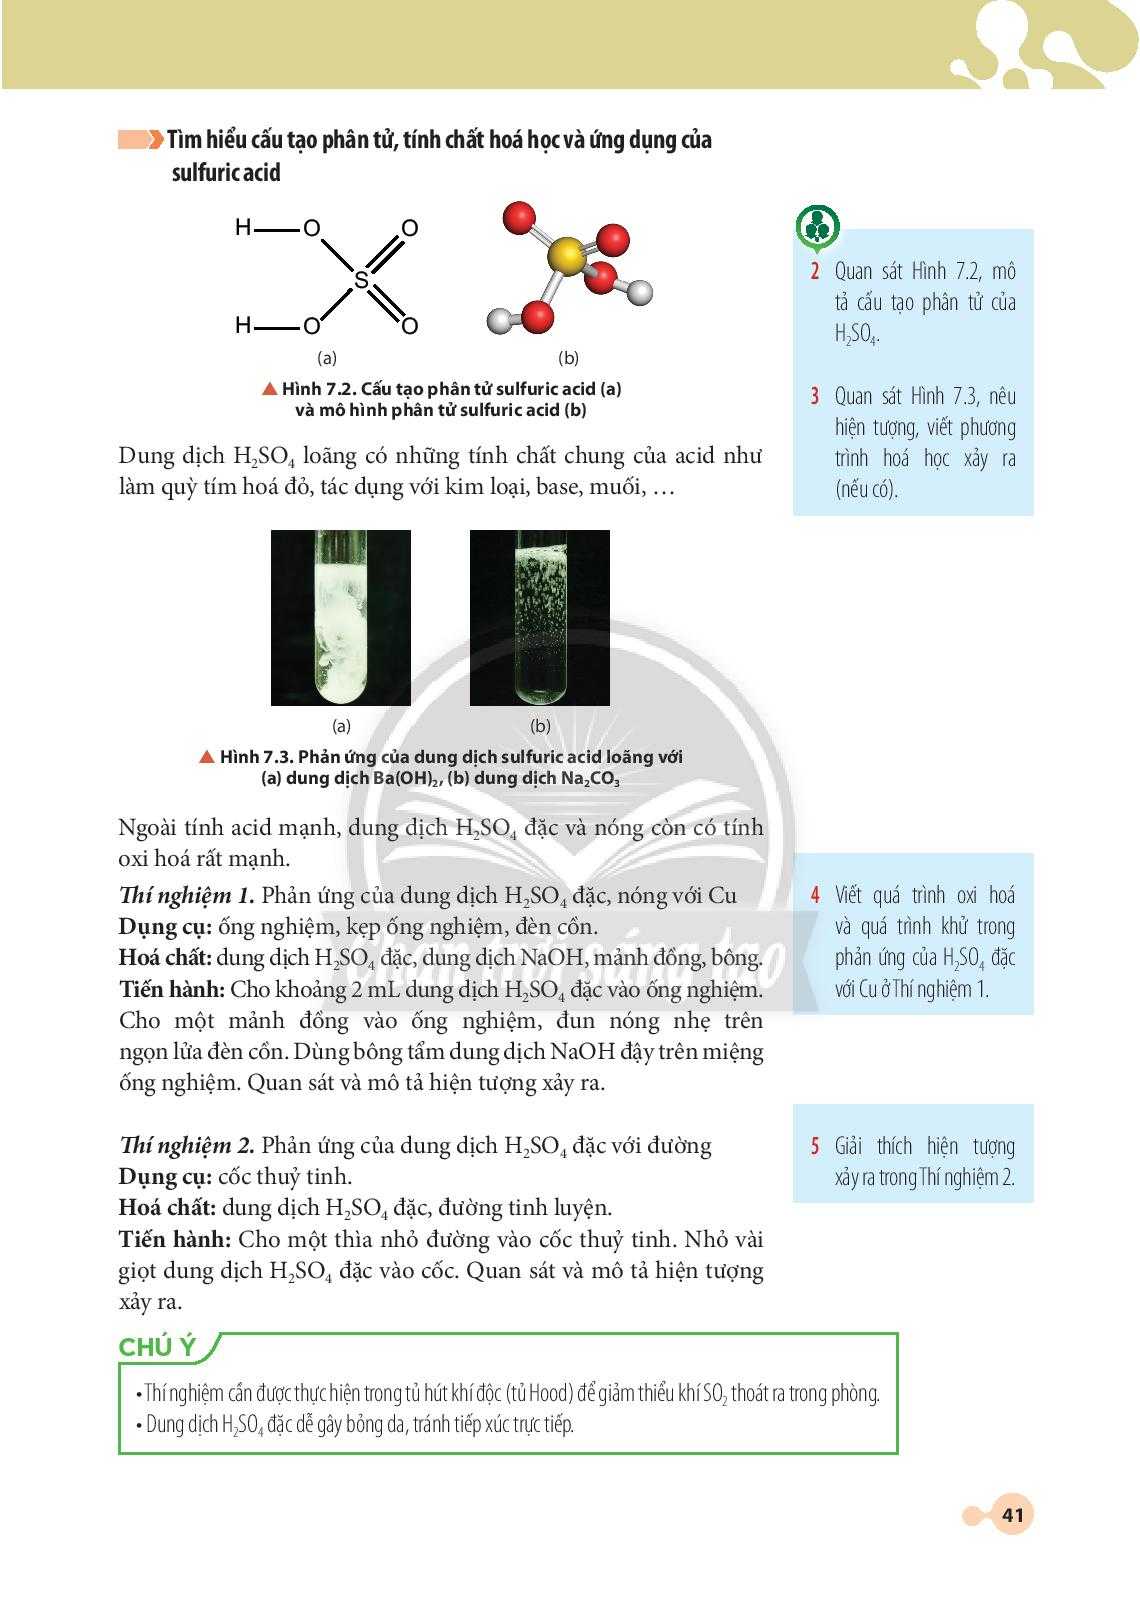 Tìm hiểu cấu tạo phân tử, tính chất hoá học và ứng dụng của
sulfuric acid
H O O
S
H O O
(a) (b)
▲ Hình 7.2. Cấu tạo phân tử sulfuric acid (a)
và mô hình phân tử sulfuric acid (b)
2 Quan sát Hình 7.2, mô
tả cấu tạo phân tử của
H₂SO₄.
3 Quan sát Hình 7.3, nêu
hiện tượng, viết phương
trình hoá học xảy ra
(nếu có).
Dung dịch H₂SO₄ loãng có những tính chất chung của acid như
làm quỳ tím hoá đỏ, tác dụng với kim loại, base, muối, …
(a) (b)
▲ Hình 7.3. Phản ứng của dung dịch sulfuric acid loãng với
(a) dung dịch Ba(OH)₂, (b) dung dịch Na₂CO₃
Ngoài tính acid mạnh, dung dịch H₂SO₄ đặc và nóng còn có tính
oxi hoá rất mạnh.
Thí nghiệm 1. Phản ứng của dung dịch H₂SO₄ đặc, nóng với Cu
Dụng cụ: ống nghiệm, kẹp ống nghiệm, đèn cồn.
Hoá chất: dung dịch H₂SO₄ đặc, dung dịch NaOH, mảnh đồng, bông.
Tiến hành: Cho khoảng 2 mL dung dịch H₂SO₄ đặc vào ống nghiệm.
Cho một mảnh đồng vào ống nghiệm, đun nóng nhẹ trên
ngọn lửa đèn cồn. Dùng bông tẩm dung dịch NaOH đậy trên miệng
ống nghiệm. Quan sát và mô tả hiện tượng xảy ra.
4 Viết quá trình oxi hoá
và quá trình khử trong
phản ứng của H₂SO₄ đặc
với Cu ở Thí nghiệm 1.
Chân trời sáng tạo
Thí nghiệm 2. Phản ứng của dung dịch H₂SO₄ đặc với đường
Dụng cụ: cốc thuỷ tinh.
Hoá chất: dung dịch H₂SO₄ đặc, đường tinh luyện.
Tiến hành: Cho một thìa nhỏ đường vào cốc thuỷ tinh. Nhỏ vài
giọt dung dịch H₂SO₄ đặc vào cốc. Quan sát và mô tả hiện tượng
xảy ra.
5 Giải thích hiện tượng
xảy ra trong Thí nghiệm 2.
CHÚ Ý
• Thí nghiệm cần được thực hiện trong tủ hút khí độc (tủ Hood) để giảm thiểu khí SO₂ thoát ra trong phòng.
• Dung dịch H₂SO₄ đặc dễ gây bỏng da, tránh tiếp xúc trực tiếp.
41